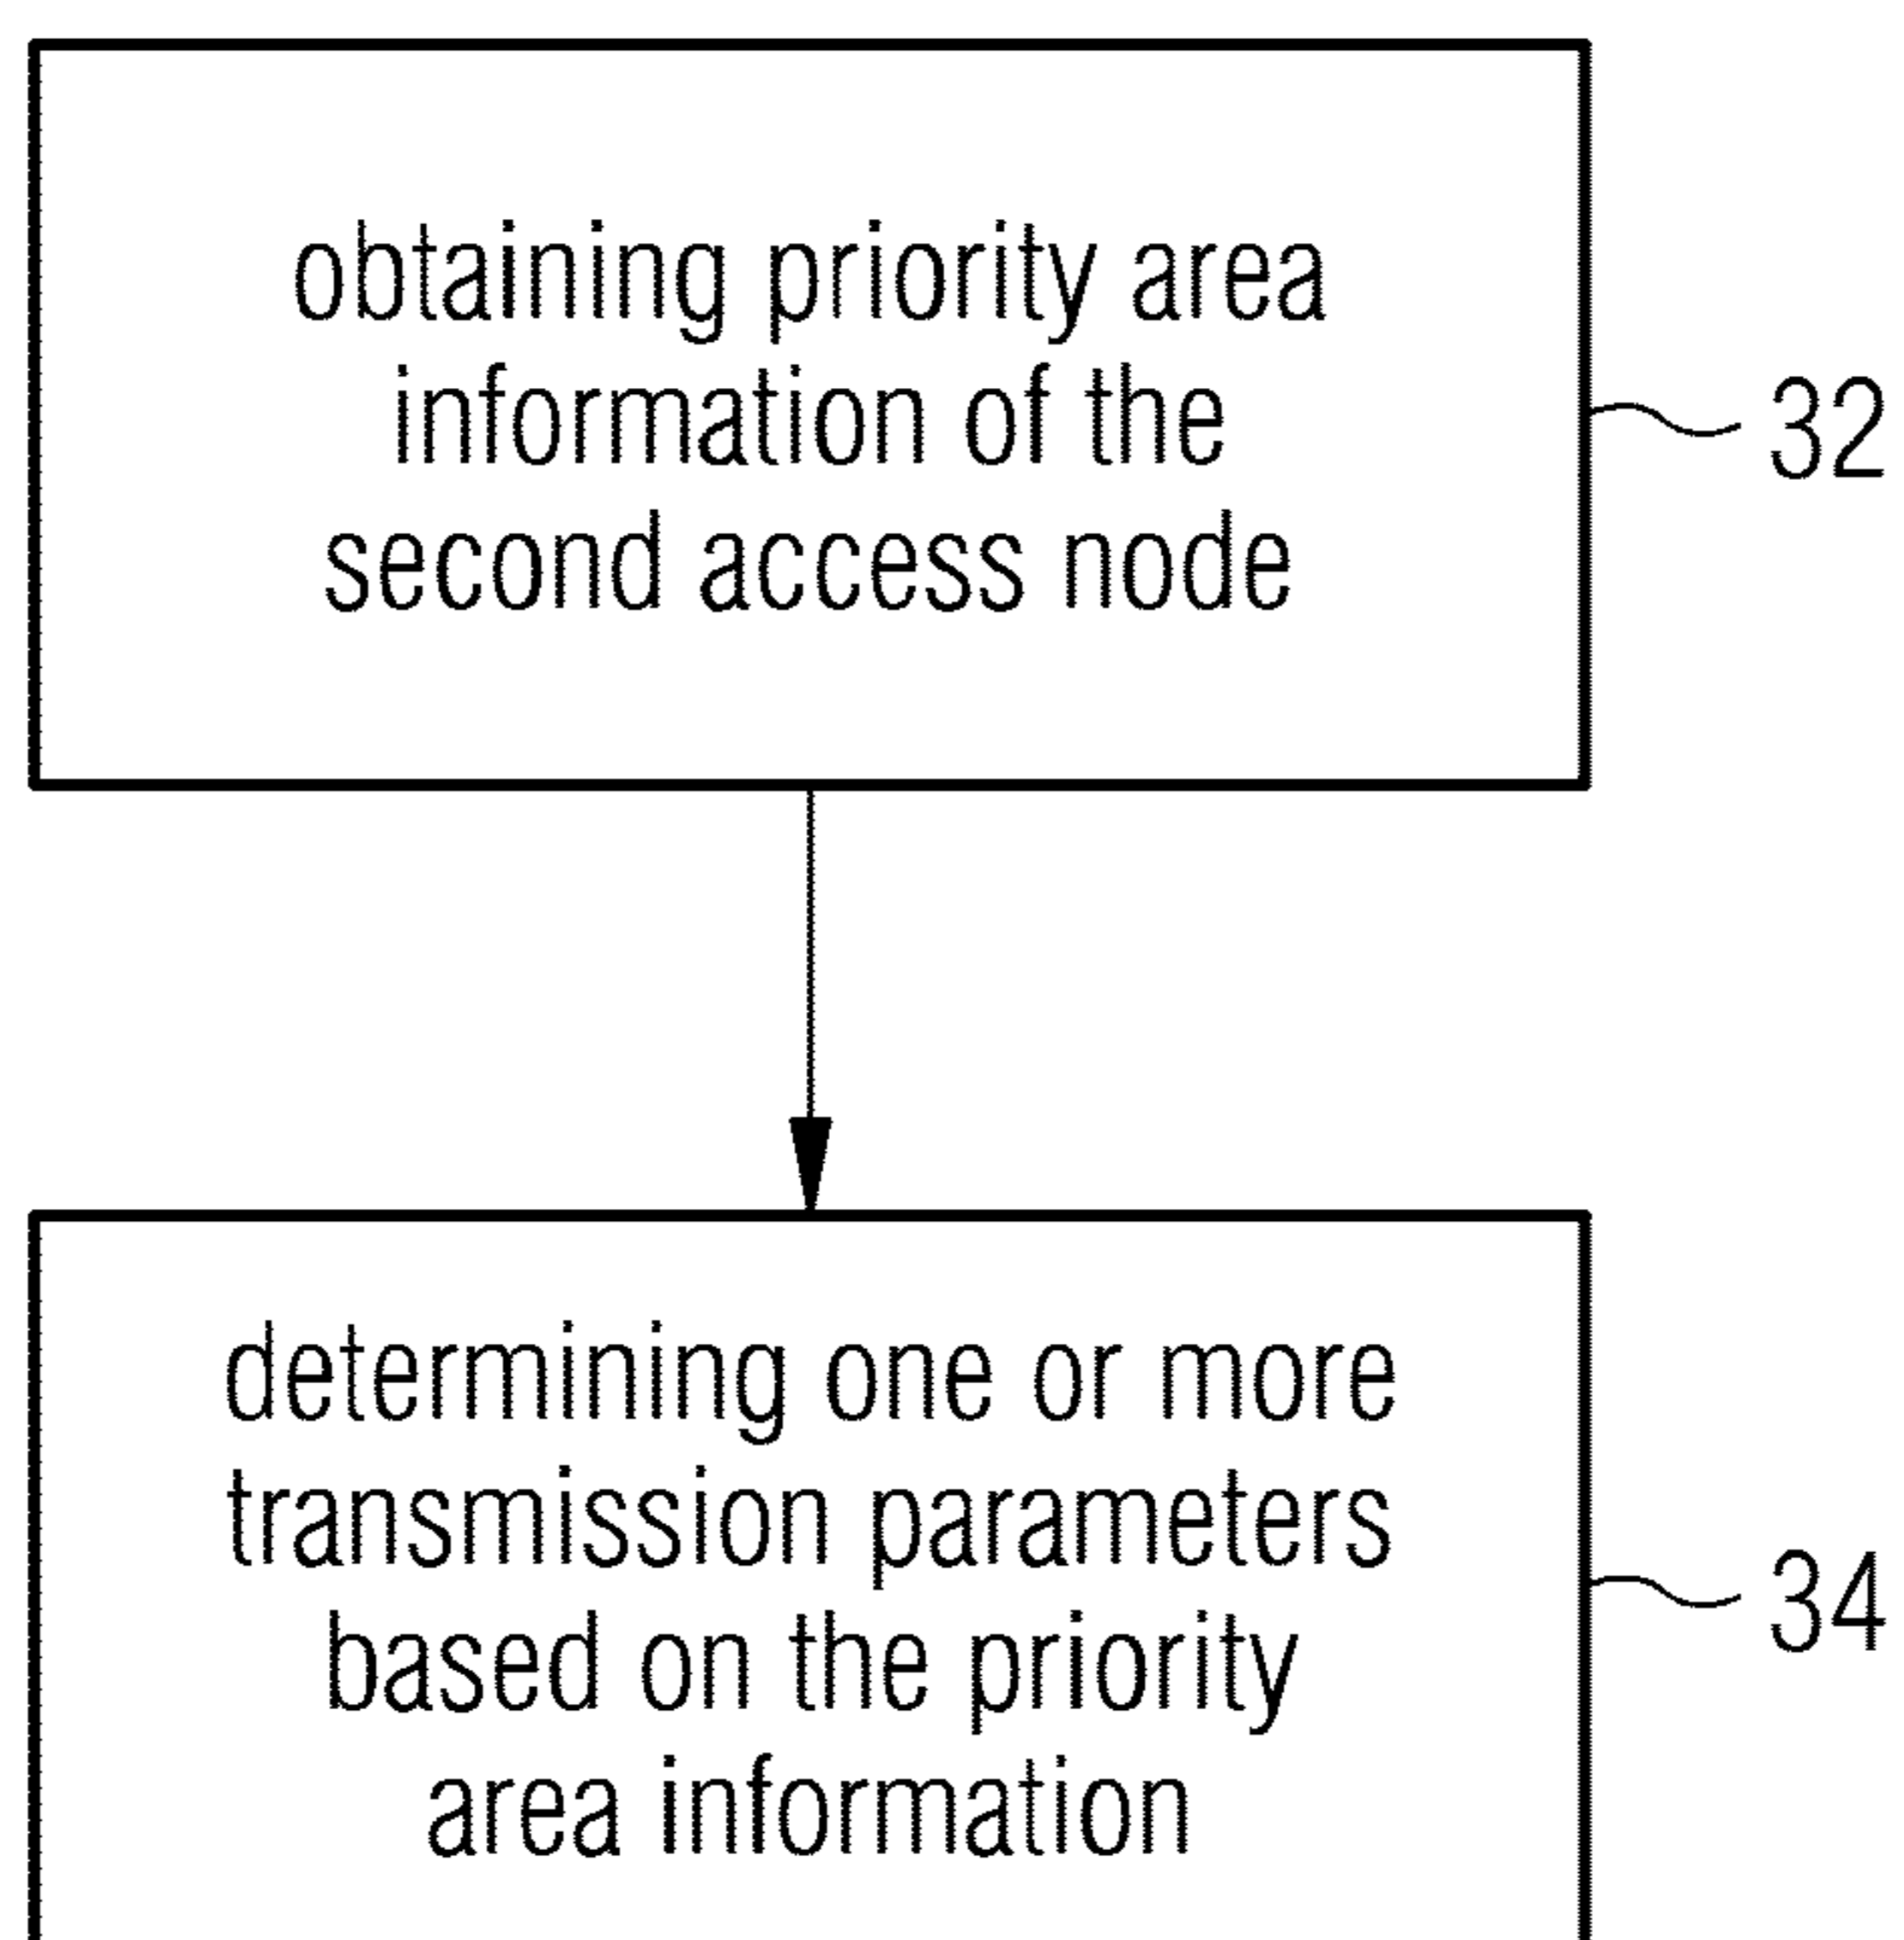 obtaining priority area
information of the
second access node
32
determining one or more
transmission parameters
based on the priority
area information
34